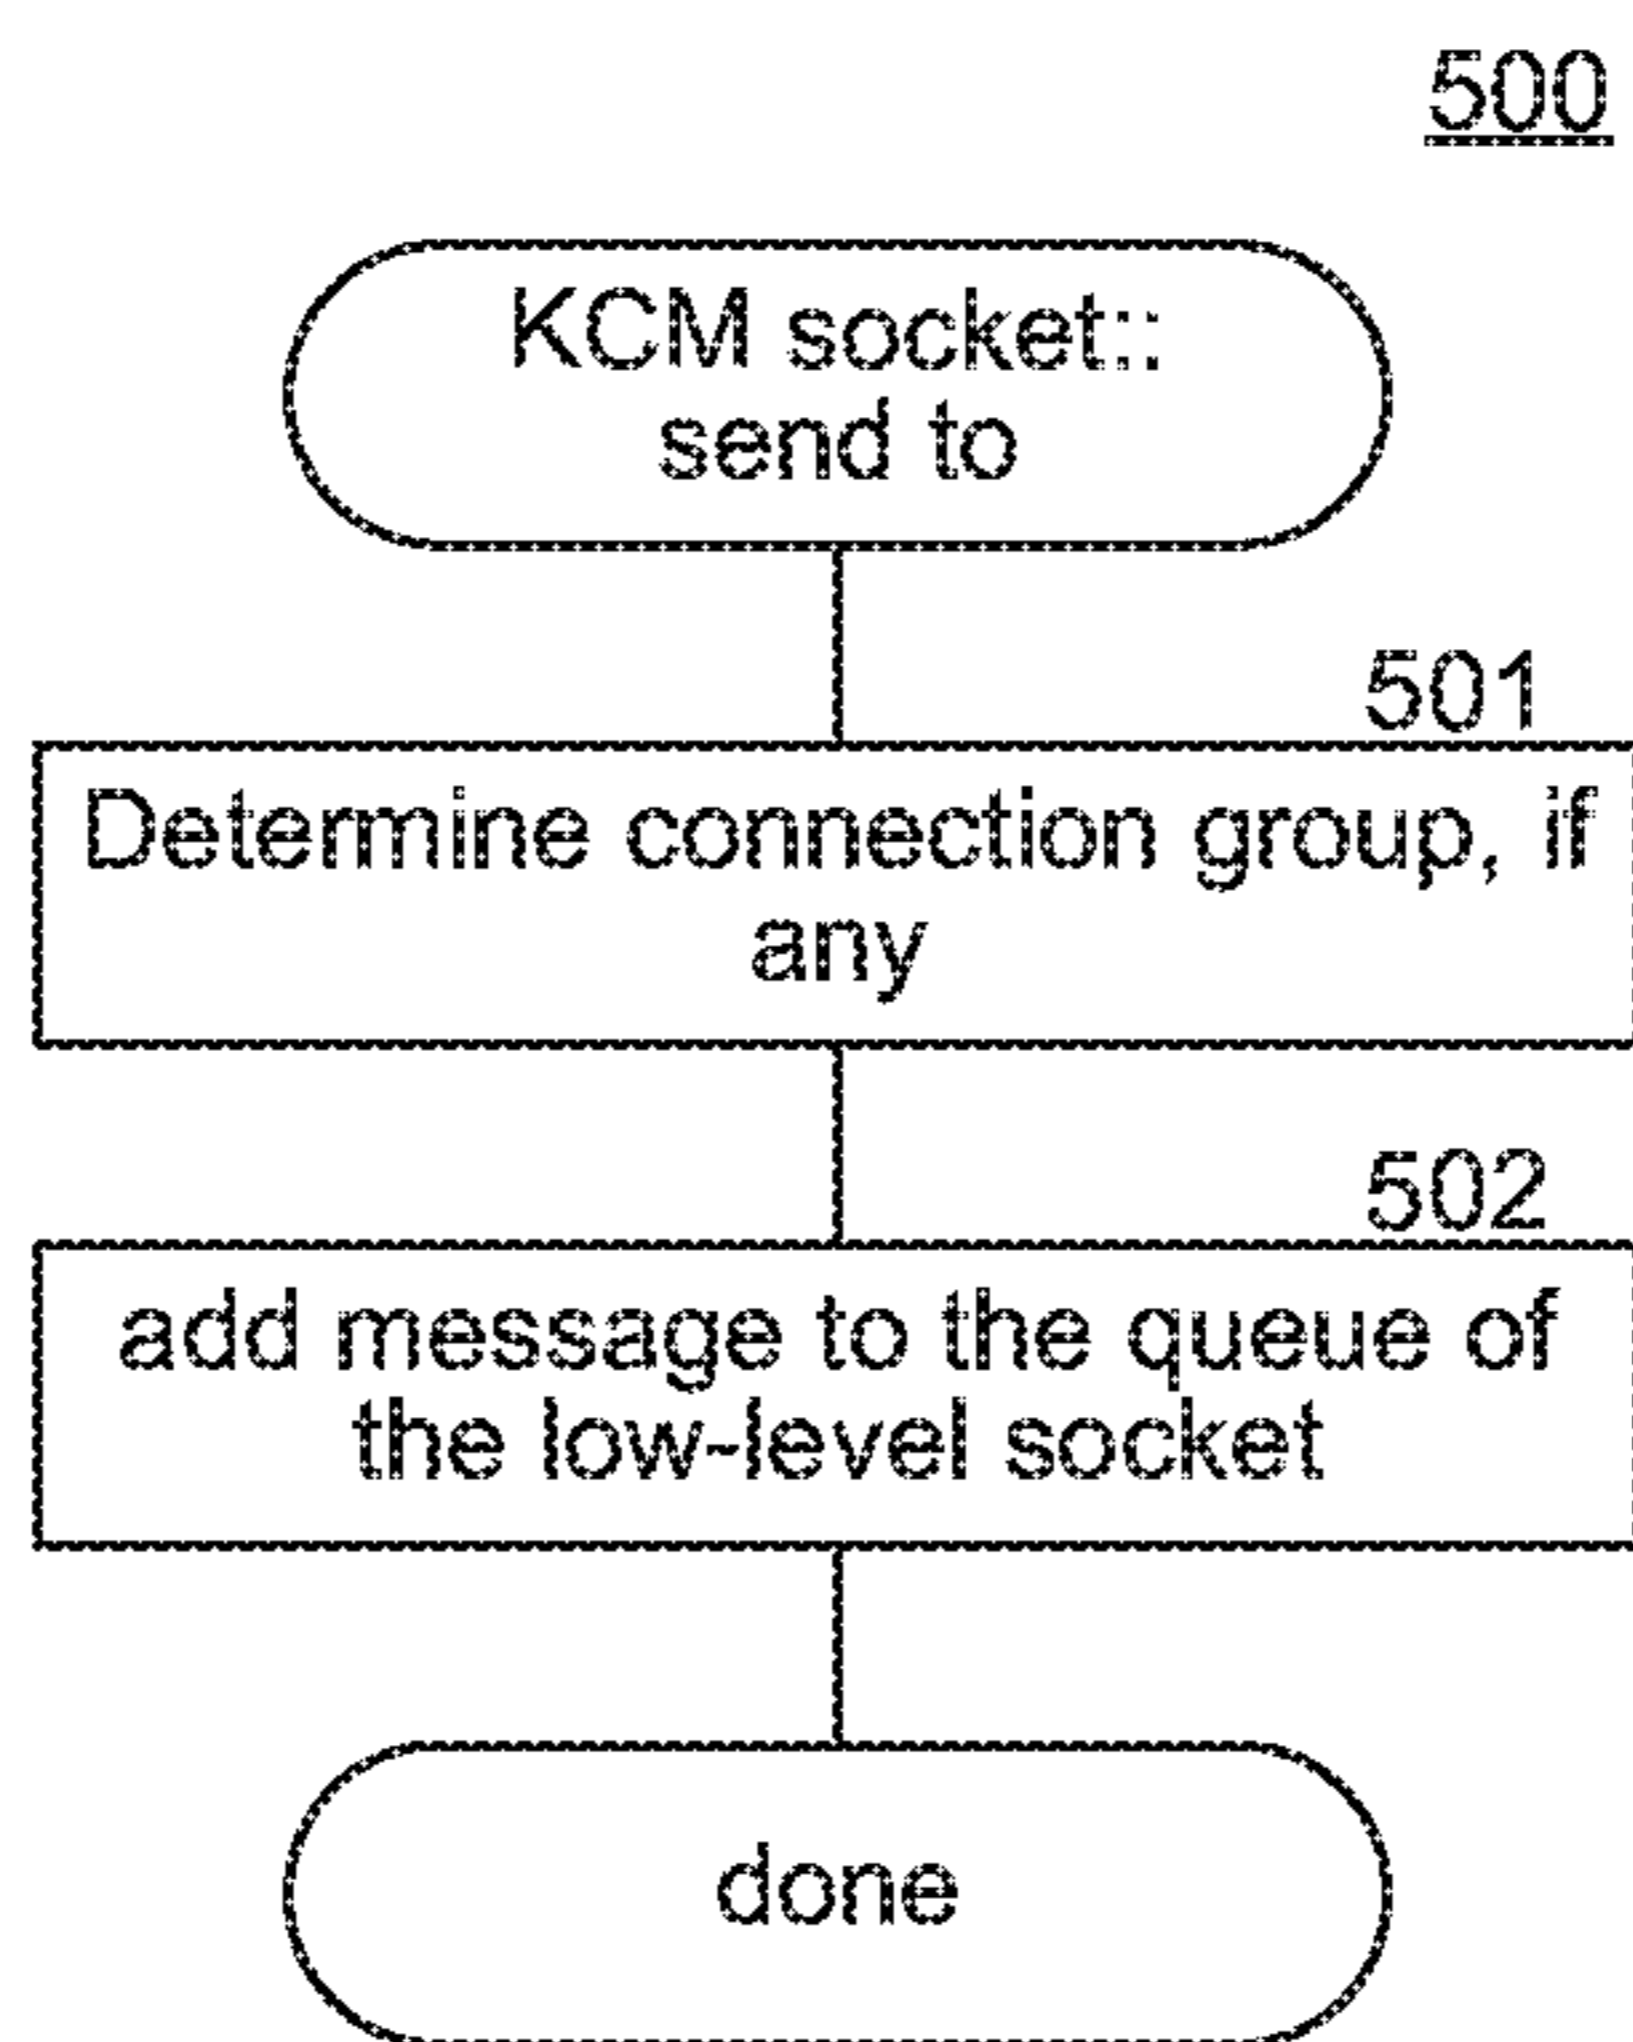 500
KCM socket::
send to
501
Determine connection group, if
any
502
add message to the queue of
the low-level socket
done